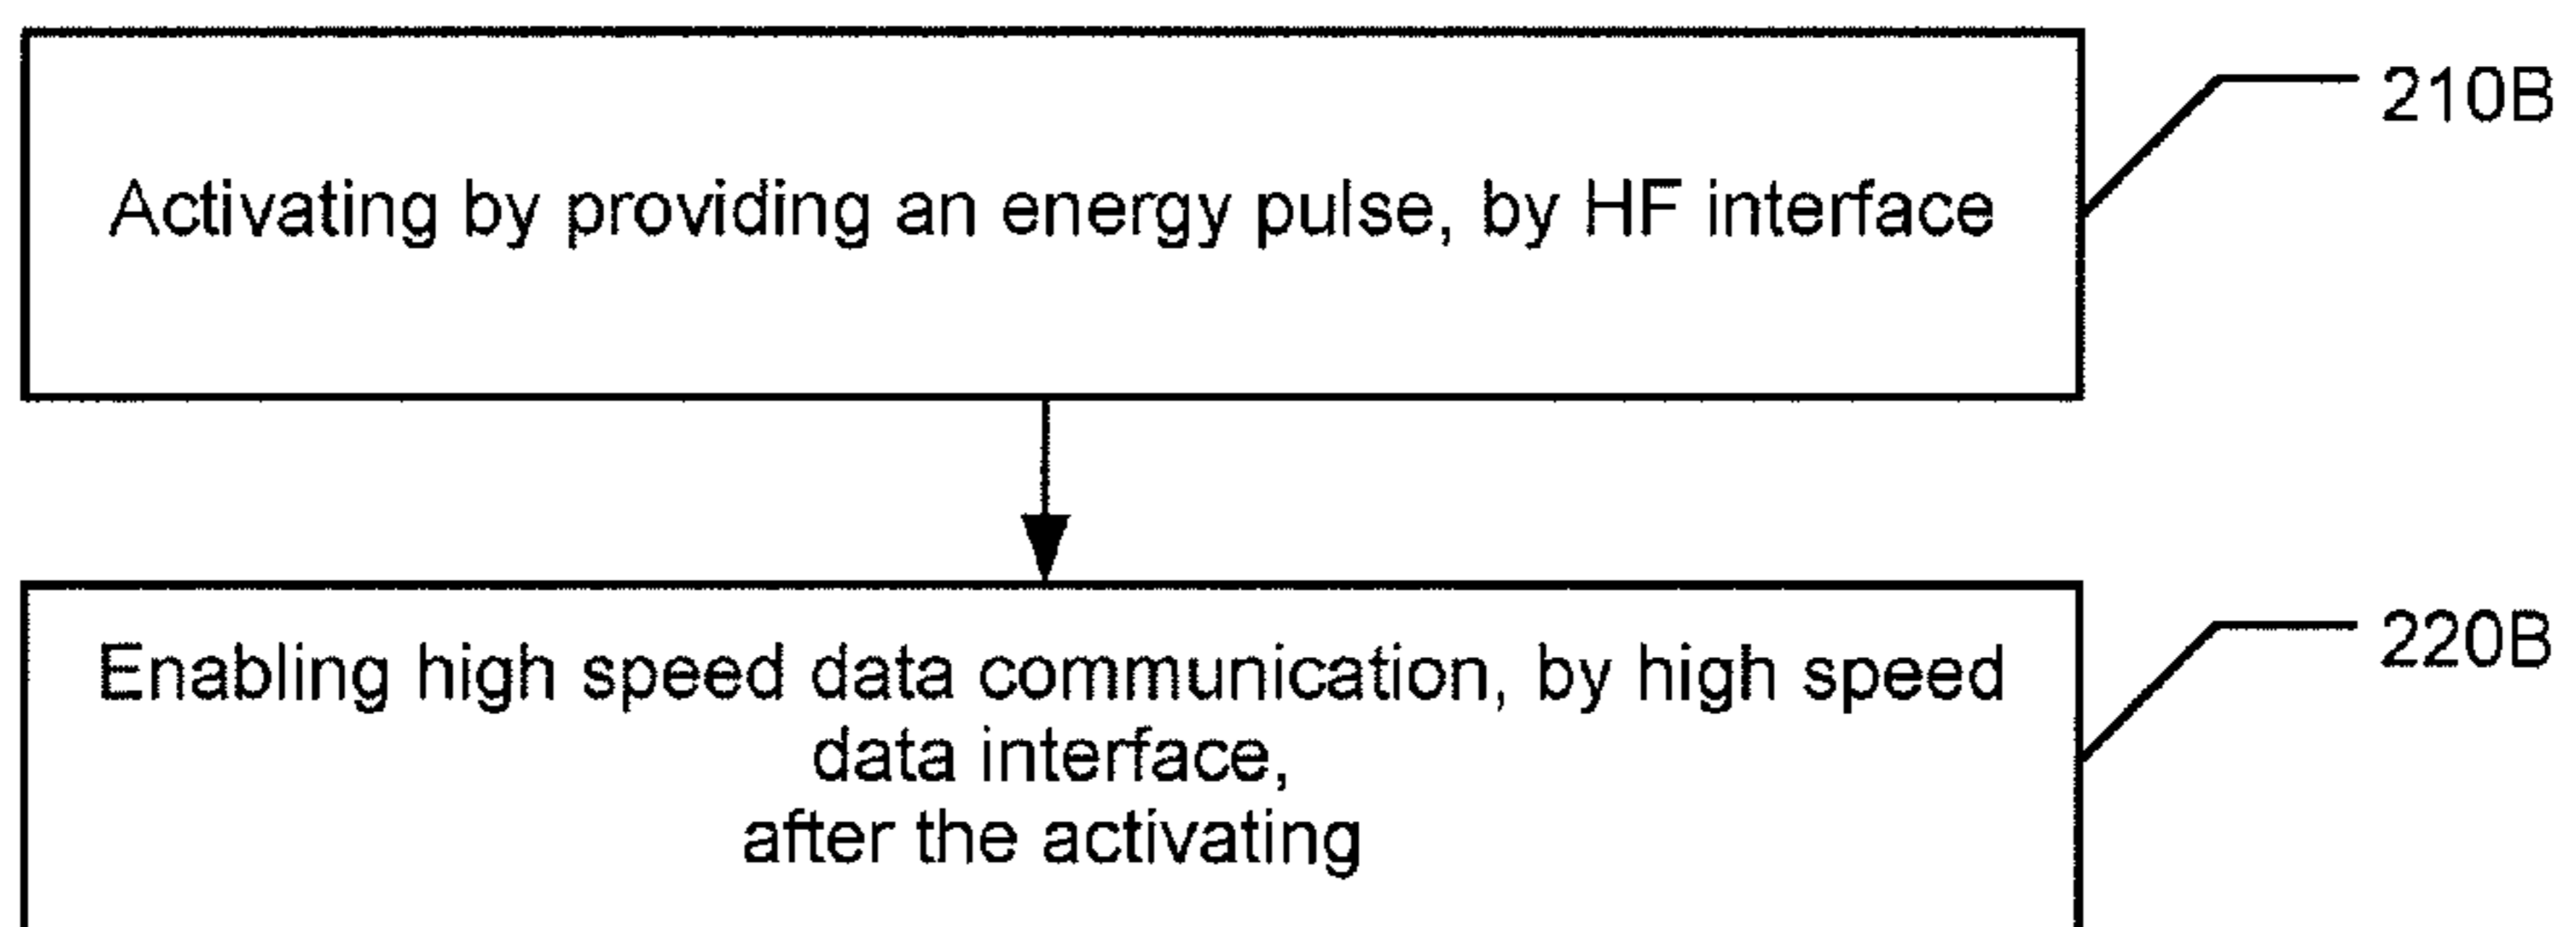 210B
Activating by providing an energy pulse, by HF interface
220B
Enabling high speed data communication, by high speed
data interface,
after the activating